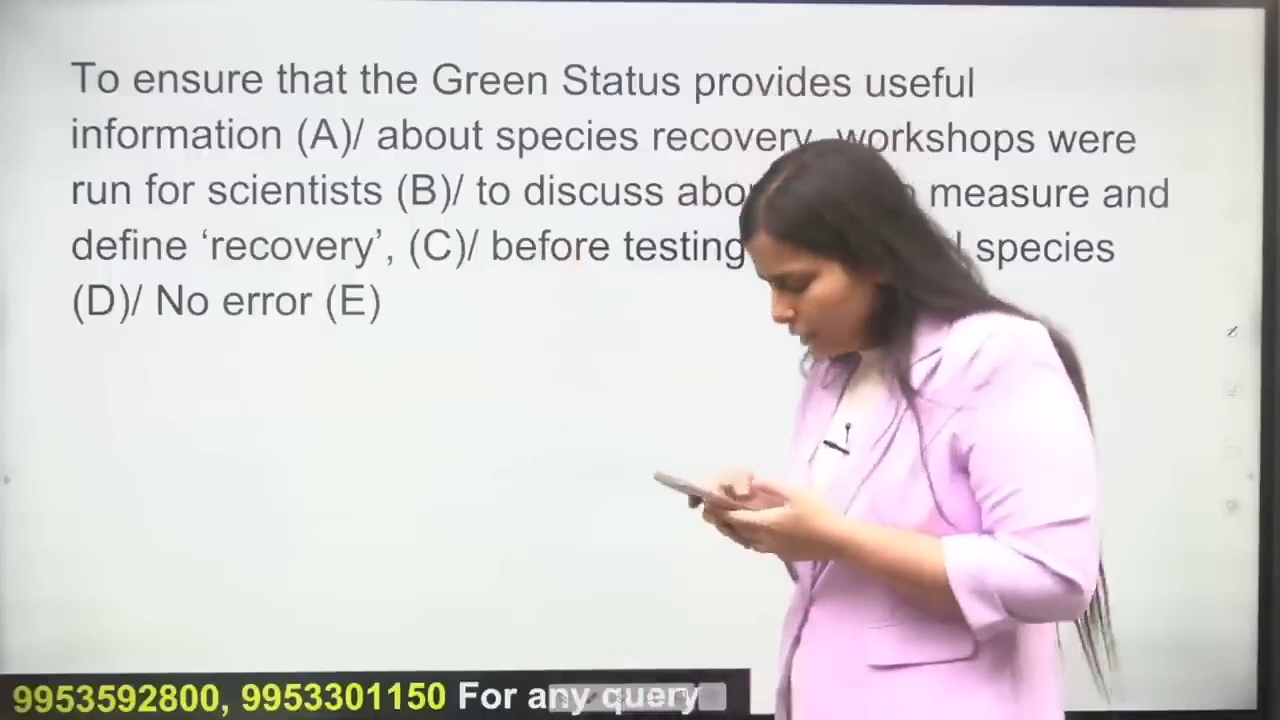 To ensure that the Green Status provides useful
information (A)/ about species recovery, workshops were
run for scientists (B)/ to discuss measure and
define ‘recovery’, (C)/ before testing species
(D)/ No error (E)
9953592800, 9953301150 For any query